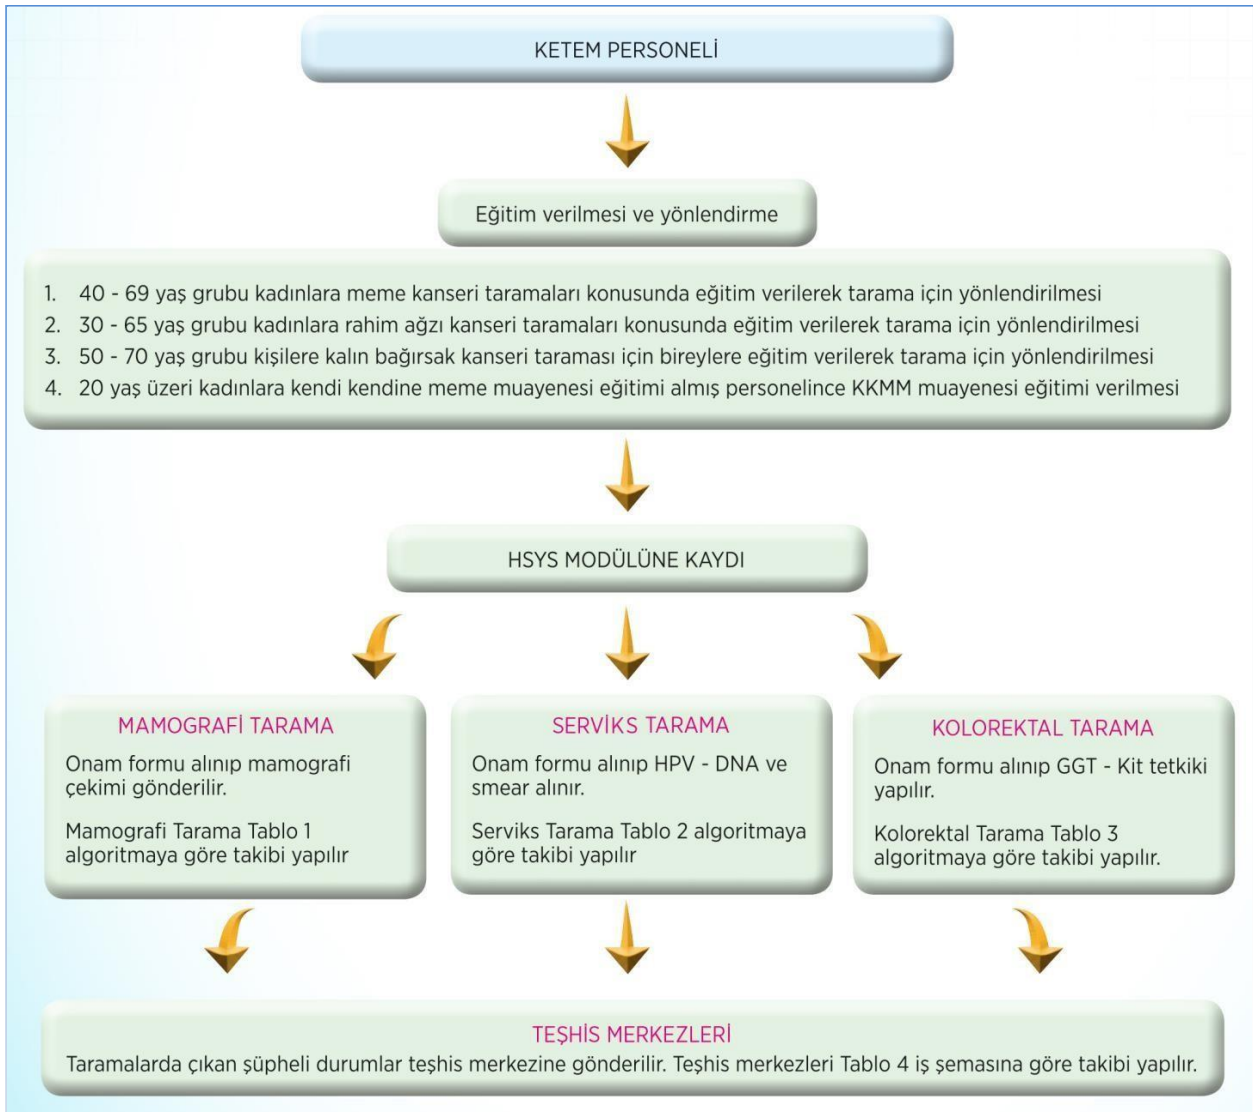 KETEM PERSONELİ
Eğitim verilmesi ve yönlendirme
1. 40 - 69 yaş grubu kadınlara meme kanseri taramaları konusunda eğitim verilerek tarama için yönlendirilmesi
2. 30 - 65 yaş grubu kadınlara rahim ağzı kanseri taramaları konusunda eğitim verilerek tarama için yönlendirilmesi
3. 50 - 70 yaş grubu kişilere kalın bağırsak kanseri taraması için bireylere eğitim verilerek tarama için yönlendirilmesi
4. 20 yaş üzeri kadınlara kendi kendine meme muayenesi eğitimi almış personelince KKMM muayenesi eğitimi verilmesi
HSYS MODÜLÜNE KAYDI
MAMOGRAFİ TARAMA
Onam formu alınıp mamografi
çekimi gönderilir.
Mamografi Tarama Tablo 1
algoritmaya göre takibi yapılır
SERVİKS TARAMA
Onam formu alınıp HPV - DNA ve
smear alınır.
Serviks Tarama Tablo 2 algoritmaya
göre takibi yapılır
KOLOREKTAL TARAMA
Onam formu alınıp GGT - Kit tetkiki
yapılır.
Kolorektal Tarama Tablo 3
algoritmaya göre takibi yapılır.
TEŞHİS MERKEZLERİ
Taramalarda çıkan şüpheli durumlar teşhis merkezine gönderilir. Teşhis merkezleri Tablo 4 iş şemasına göre takibi yapılır.